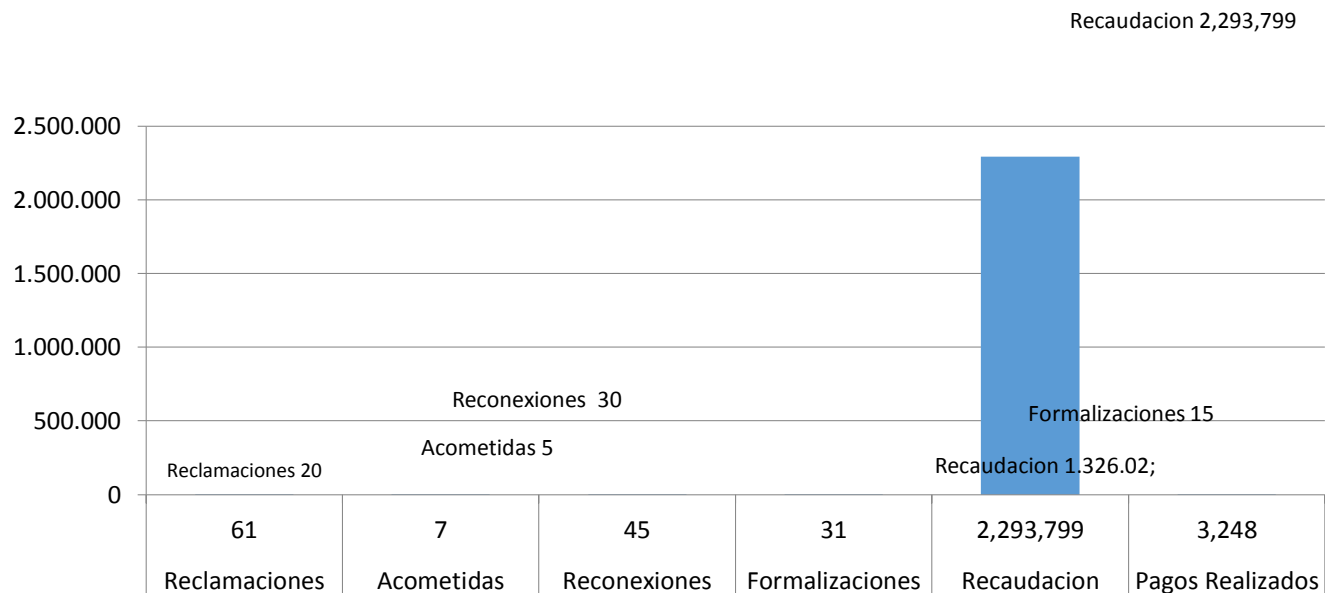 Recaudacion 2,293,799
2.500.000
2.000.000
1.500.000
1.000.000
500.000
0
Reconexiones 30
Formalizaciones 15
Acometidas 5
Reclamaciones 20
Recaudacion 1.326.02;
61 7 45 31 2,293,799 3,248
Reclamaciones Acometidas Reconexiones Formalizaciones Recaudacion Pagos Realizados